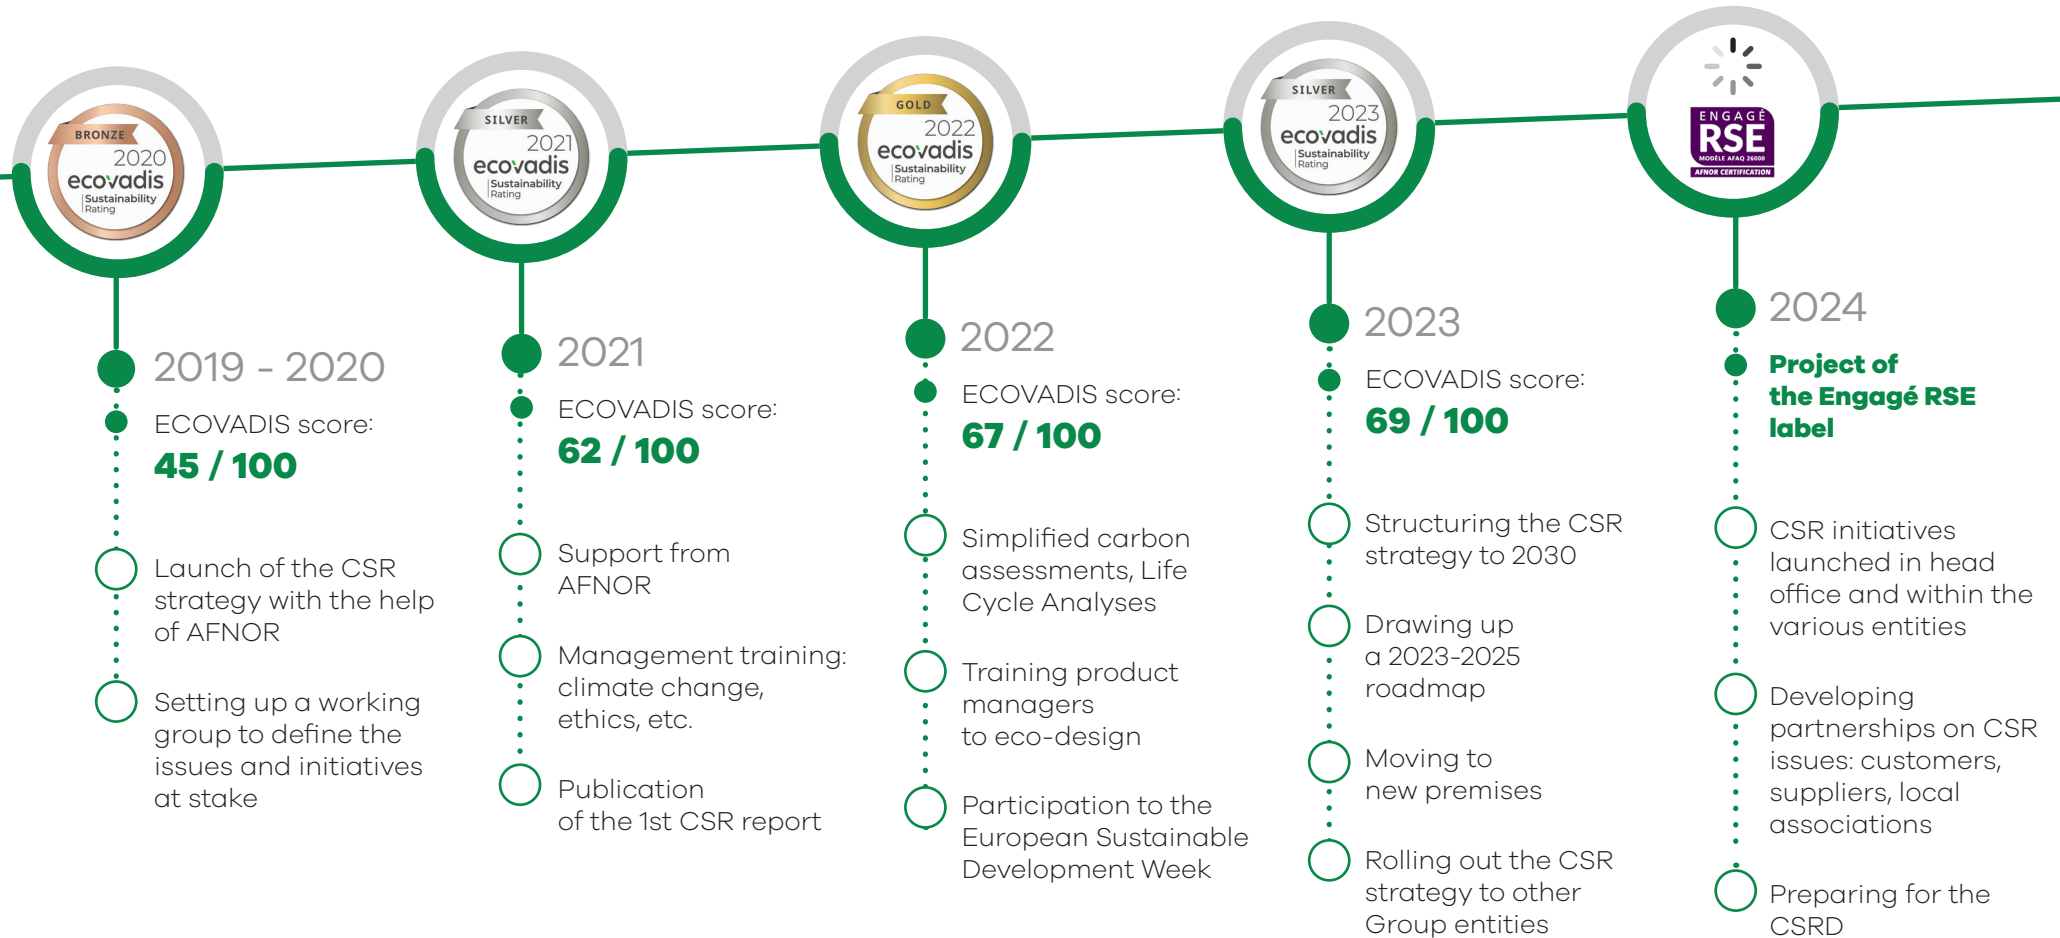 BRONZE
2020
ecovadis
Sustainability
Rating
2019 - 2020
ECOVADIS score:
45 / 100
Launch of the CSR
strategy with the help
of AFNOR
Setting up a working
group to define the
issues and initiatives
at stake
SILVER
2021
ecovadis
Sustainability
Rating
2021
ECOVADIS score:
62 / 100
Support from
AFNOR
Management training:
climate change,
ethics, etc.
Publication
of the 1st CSR report
GOLD
2022
ecovadis
Sustainability
Rating
2022
ECOVADIS score:
67 / 100
Simplified carbon
assessments, Life
Cycle Analyses
Training product
managers
to eco-design
Participation to the
European Sustainable
Development Week
SILVER
2023
ecovadis
Sustainability
Rating
2023
ECOVADIS score:
69 / 100
Structuring the CSR
strategy to 2030
Drawing up
a 2023-2025
roadmap
Moving to
new premises
Rolling out the CSR
strategy to other
Group entities
ENGAGÉ
RSE
MODÈLE AFAQ 26000
AFNOR CERTIFICATION
2024
Project of
the Engagé RSE
label
CSR initiatives
launched in head
office and within the
various entities
Developing
partnerships on CSR
issues: customers,
suppliers, local
associations
Preparing for the
CSRD